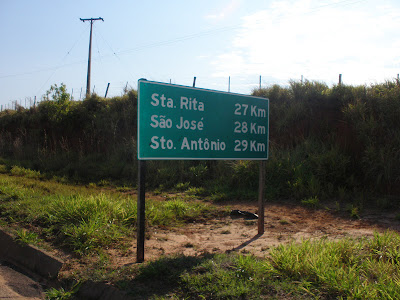 Sta. Rita 27 Km
São José 28 Km
Sto. Antônio 29 Km